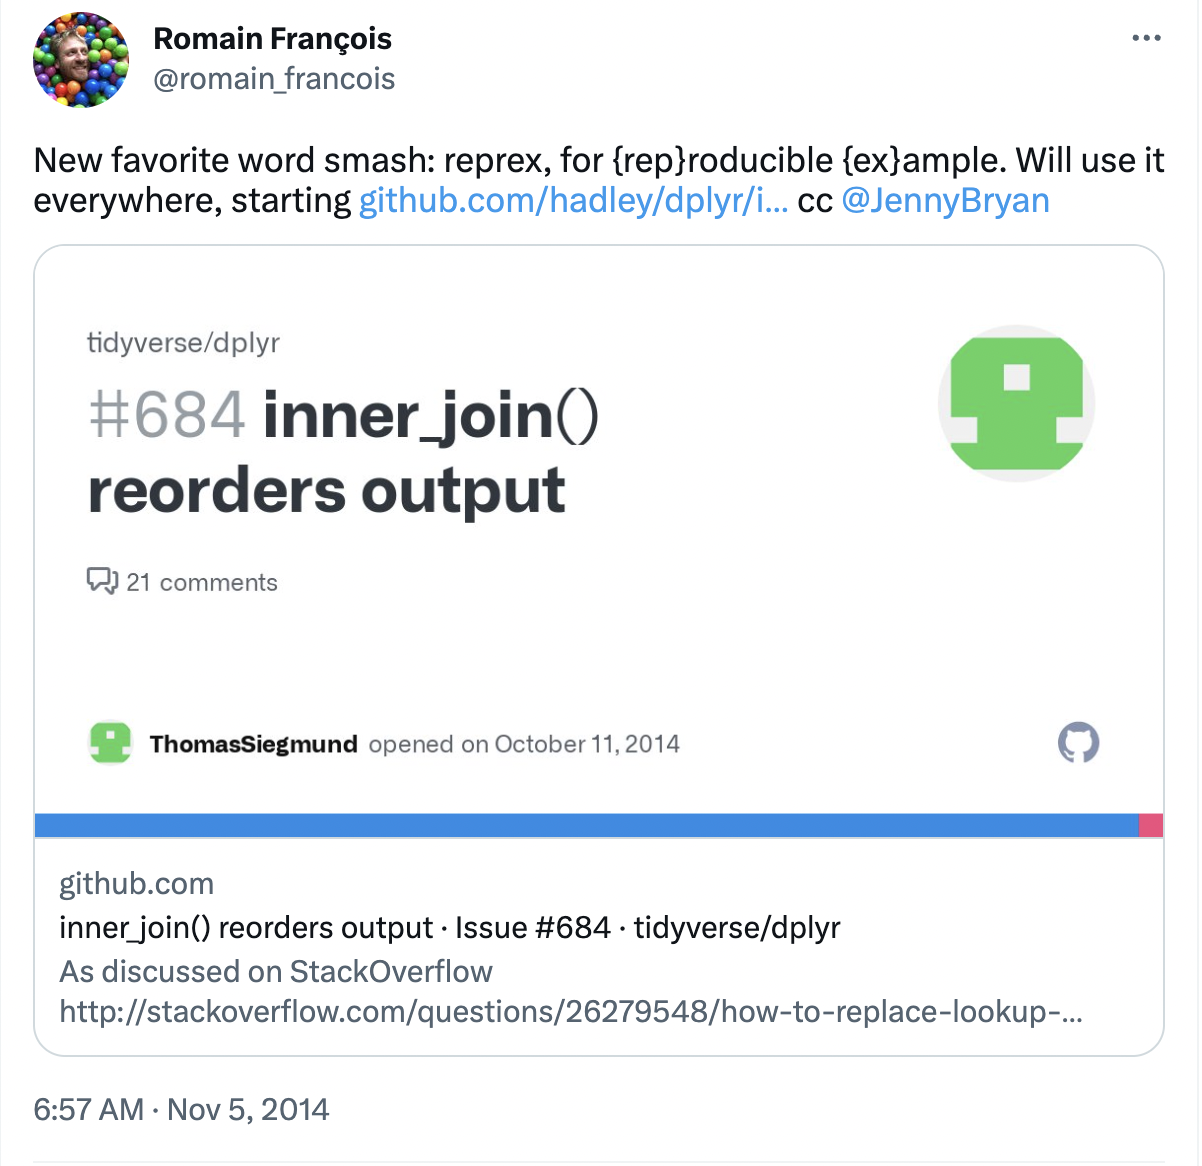 Romain François
@romain_francois
New favorite word smash: reprex, for {rep}roducible {ex}ample. Will use it
everywhere, starting github.com/hadley/dplyr/i... cc @JennyBryan
tidyverse/dplyr
#684 inner_join()
reorders output
21 comments
ThomasSiegmund opened on October 11, 2014
github.com
inner_join() reorders output · Issue #684 · tidyverse/dplyr
As discussed on StackOverflow
http://stackoverflow.com/questions/26279548/how-to-replace-lookup-...
6:57 AM · Nov 5, 2014